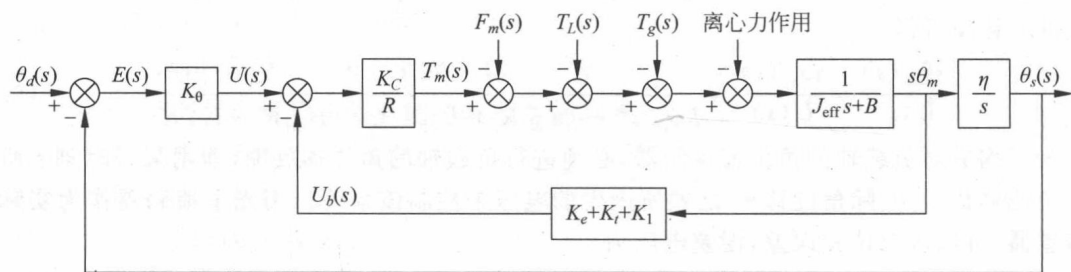 F_m(s) T_L(s) T_g(s) 离心力作用
θ_d(s) + − E(s) K_θ U(s) + − K_C/R T_m(s) + − + − + − + − 1/(J_eff s+B) sθ_m η/s θ_s(s)
U_b(s) K_e+K_t+K_1